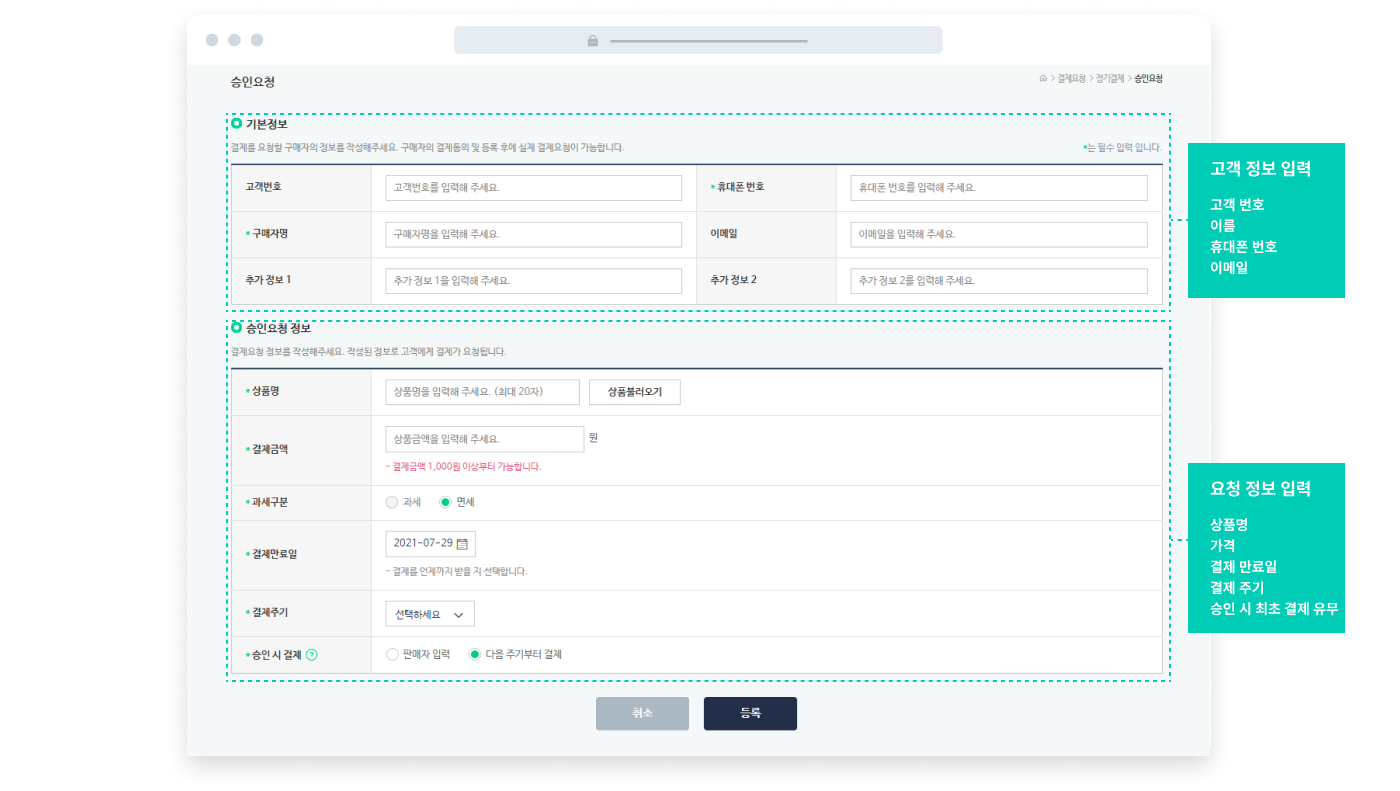 승인요청
결제요청 > 정기결제 > 승인요청
기본정보
결제를 요청할 구매자의 정보를 작성해주세요. 구매자의 결제동의 및 등록 후에 실제 결제요청이 가능합니다.
*는 필수 입력 입니다.
고객번호
고객번호를 입력해 주세요.
* 휴대폰 번호
휴대폰 번호를 입력해 주세요.
* 구매자명
구매자명을 입력해 주세요.
이메일
이메일을 입력해 주세요.
추가 정보 1
추가 정보 1을 입력해 주세요.
추가 정보 2
추가 정보 2를 입력해 주세요.
고객 정보 입력
고객 번호
이름
휴대폰 번호
이메일
승인요청 정보
결제요청 정보를 작성해주세요. 작성된 정보로 고객에게 결제가 요청됩니다.
* 상품명
상품명을 입력해 주세요. (최대 20자)
상품불러오기
* 결제금액
상품금액을 입력해 주세요.
원
- 결제금액 1,000원 이상부터 가능합니다.
* 과세구분
과세
면세
* 결제만료일
2021-07-29
- 결제를 언제까지 받을 지 선택합니다.
* 결제주기
선택하세요
* 승인 시 결제 ?
판매자 입력
다음 주기부터 결제
요청 정보 입력
상품명
가격
결제 만료일
결제 주기
승인 시 최초 결제 유무
취소
등록